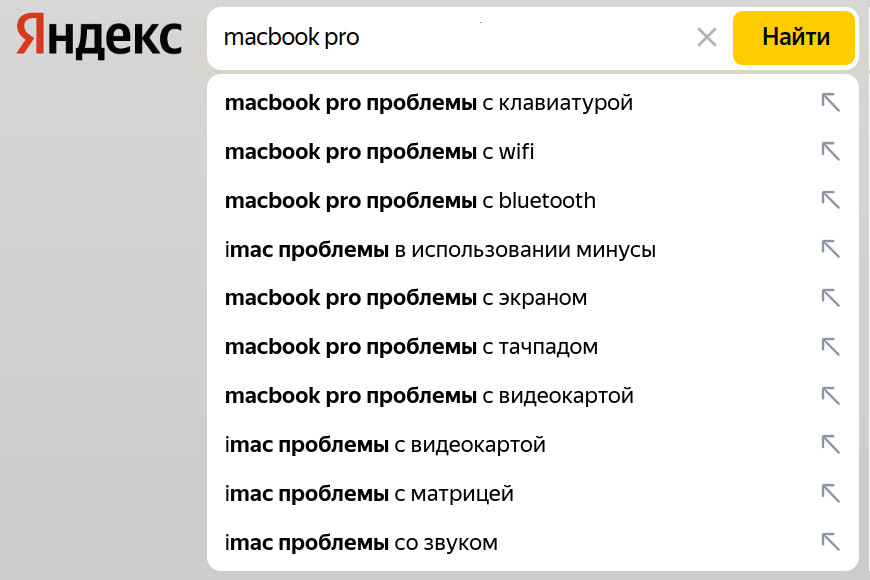 Яндекс
macbook pro
Найти
macbook pro проблемы с клавиатурой
macbook pro проблемы с wifi
macbook pro проблемы с bluetooth
imac проблемы в использовании минусы
macbook pro проблемы с экраном
macbook pro проблемы с тачпадом
macbook pro проблемы с видеокартой
imac проблемы с видеокартой
imac проблемы с матрицей
imac проблемы со звуком